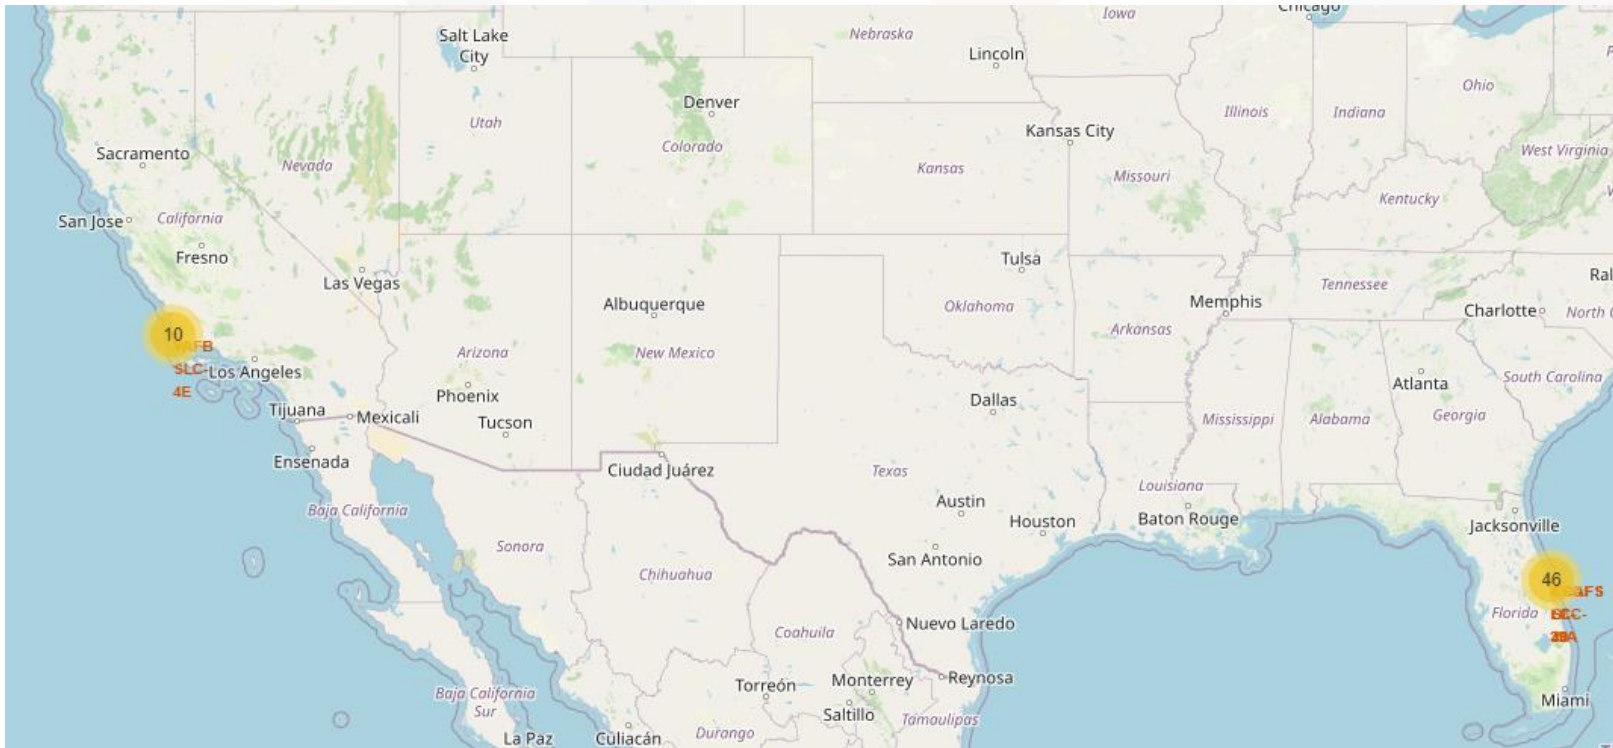 Chicago
Iowa
Salt Lake
City
Nebraska
Lincoln
Ohio
Denver
Utah
Illinois
Indiana
Kansas City
Colorado
Sacramento
Nevada
Kansas
Missouri
West Virginia
Kentucky
San Jose
California
Fresno
Las Vegas
Tulsa
Tennessee
Albuquerque
Memphis
Oklahoma
Charlotte
10
Arkansas
SLC-
4E
Los Angeles
Arizona
New Mexico
Phoenix
Atlanta
South Carolina
Dallas
Tijuana
Mexicali
Tucson
Mississippi
Alabama
Georgia
Ensenada
Ciudad Juárez
Texas
Louisiana
Baja California
Austin
Houston
Baton Rouge
Jacksonville
Sonora
San Antonio
Chihuahua
46
Florida
Nuevo Laredo
Coahuila
Reynosa
Monterrey
Torreón
Baja California
Sur
Saltillo
Tamaulipas
Miami
La Paz
Culiacán
Durango